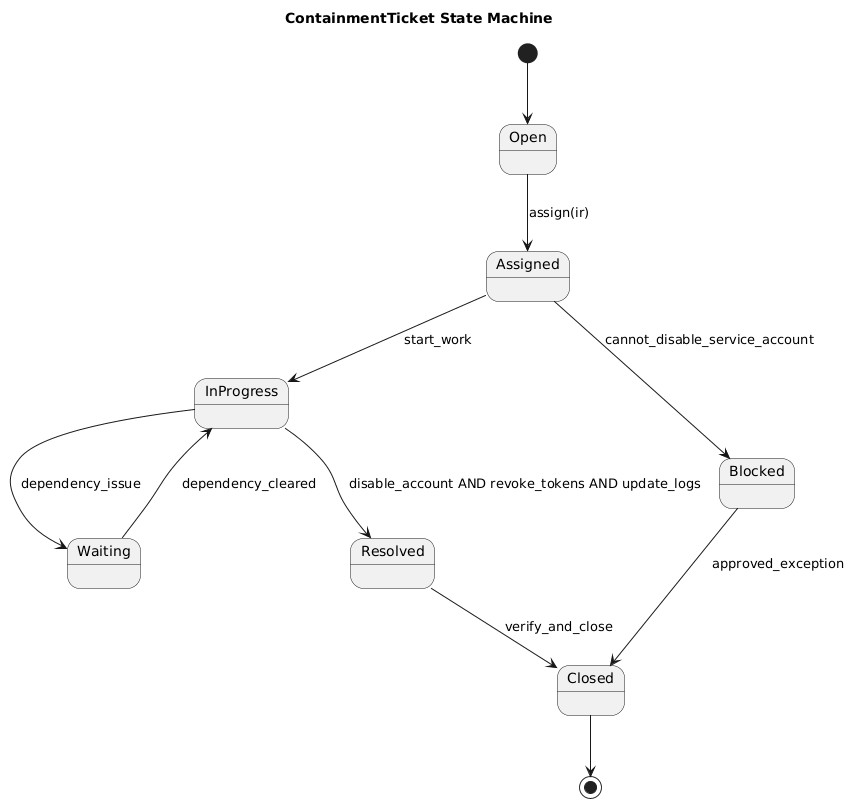 ContainmentTicket State Machine
Open
assign(ir)
Assigned
start_work
cannot_disable_service_account
InProgress
Blocked
dependency_issue
dependency_cleared
disable_account AND revoke_tokens AND update_logs
Waiting
Resolved
approved_exception
verify_and_close
Closed